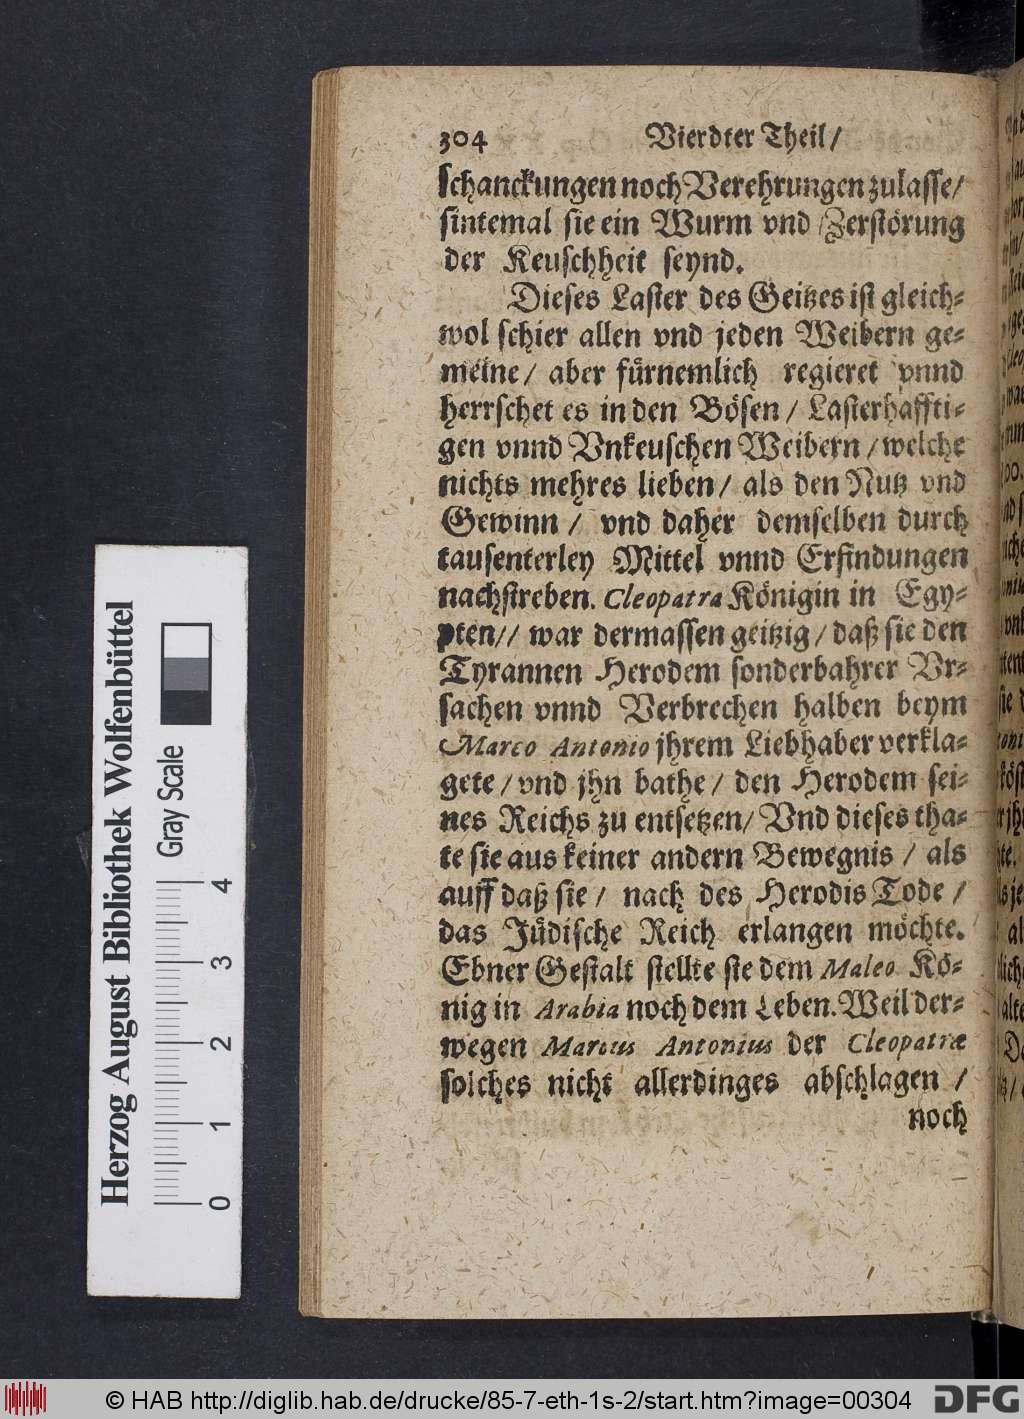 304 Vierdter Theil/
schanckungen noch Verehrungen zulasse/
sintemal sie ein Wurm vnd Zerstörung
der Keuschheit seynd.
Dieses Laster des Geitzes ist gleich-
wol schier allen vnd jeden Weibern ge-
meine/ aber fürnemlich regieret vnnd
herrschet es in den Bösen/ Lasterhaffti-
gen vnnd Vnkeuschen Weibern/ welche
nichts mehres lieben/ als den Nutz vnd
Gewinn/ vnd daher demselben durch
tausenterley Mittel vnnd Erfindungen
nachstreben. Cleopatra Königin in Egy-
pten// war dermassen geitzig/ daß sie den
Tyrannen Herodem sonderbahrer Vr-
sachen vnnd Verbrechen halben beym
Marco Antonio jhrem Liebhaber verkla-
gete/ vnd jhn bathe/ den Herodem sei-
nes Reichs zu entsetzen/ Vnd dieses tha-
te sie aus keiner andern Bewegnis/ als
auff daß sie/ nach des Herodis Tode/
das Jüdische Reich erlangen möchte.
Ebner Gestalt stellte sie dem Maleo Kö-
nig in Arabia noch dem Leben. Weil der-
wegen Marcus Antonius der Cleopatræ
solches nicht allerdinges abschlagen/
noch
Herzog August Bibliothek Wolfenbüttel
Gray Scale
0 1 2 3 4
© HAB http://diglib.hab.de/drucke/85-7-eth-1s-2/start.htm?image=00304
DFG